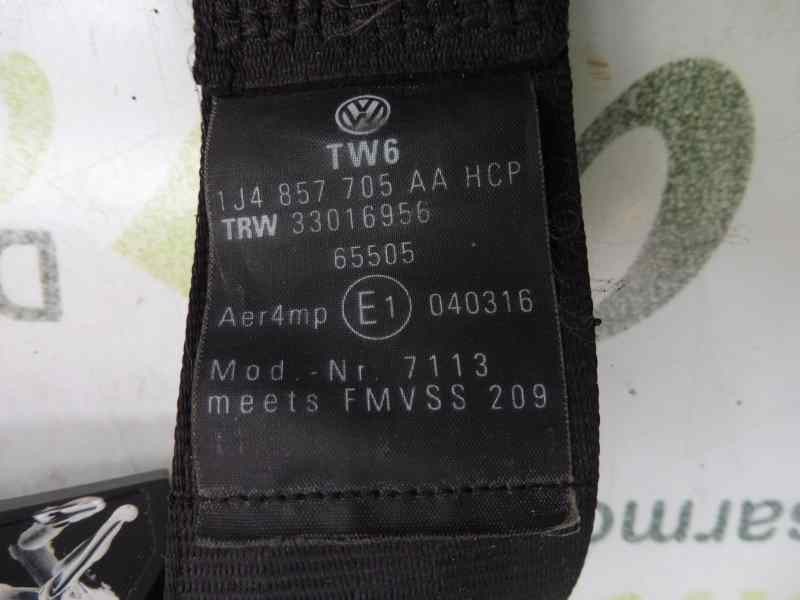 TW6
1J4 857 705 AA HCP
TRW 33016956
65505
Aer4mp E1 040316
Mod.-Nr. 7113
meets FMVSS 209